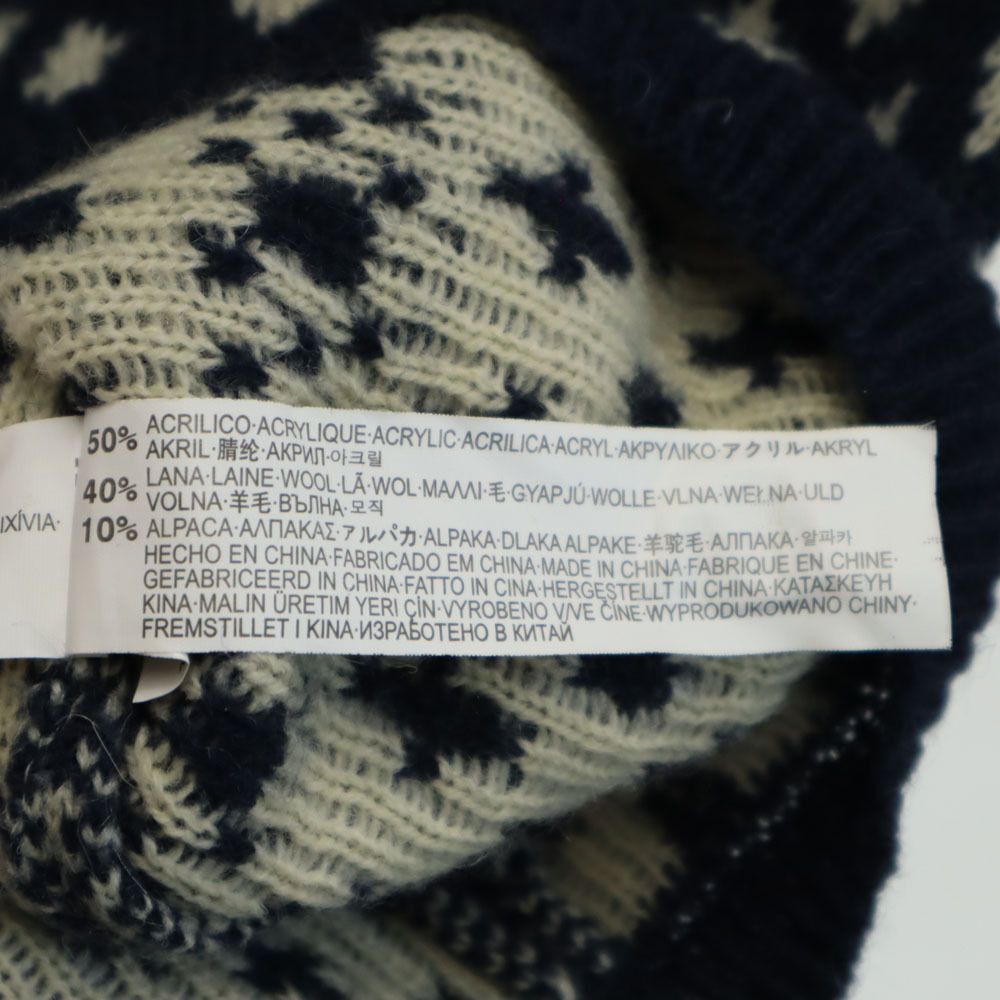 IXÍVIA·
50% ACRILICO·ACRYLIQUE·ACRYLIC·ACRILICA·ACRYL·ΑΚΡΥΛΙΚΟ·アクリル·AKRYL
AKRIL·腈纶·АКРИЛ·아크릴
40% LANA·LAINE·WOOL·LÃ·WOL·ΜΑΛΛΙ·毛·GYAPJÚ·WOLLE·VLNA·WEŁNA·ULD
VOLNA·羊毛·ВЪЛНА·모직
10% ALPACA·ΑΛΠΑΚΑΣ·アルパカ·ALPAKA·DLAKA ALPAKE·羊驼毛·АЛПАКА·알파카
HECHO EN CHINA·FABRICADO EM CHINA·MADE IN CHINA·FABRIQUE EN CHINE·
GEFABRICEERD IN CHINA·FATTO IN CINA·HERGESTELLT IN CHINA·ΚΑΤΑΣΚΕΥΗ
ΚΙΝΑ·MALIN ÜRETIM YERI ÇIN·VYROBENO V/VE ČÍNE·WYPRODUKOWANO CHINY·
FREMSTILLET I KINA·ИЗРАБОТЕНО В КИТАЙ